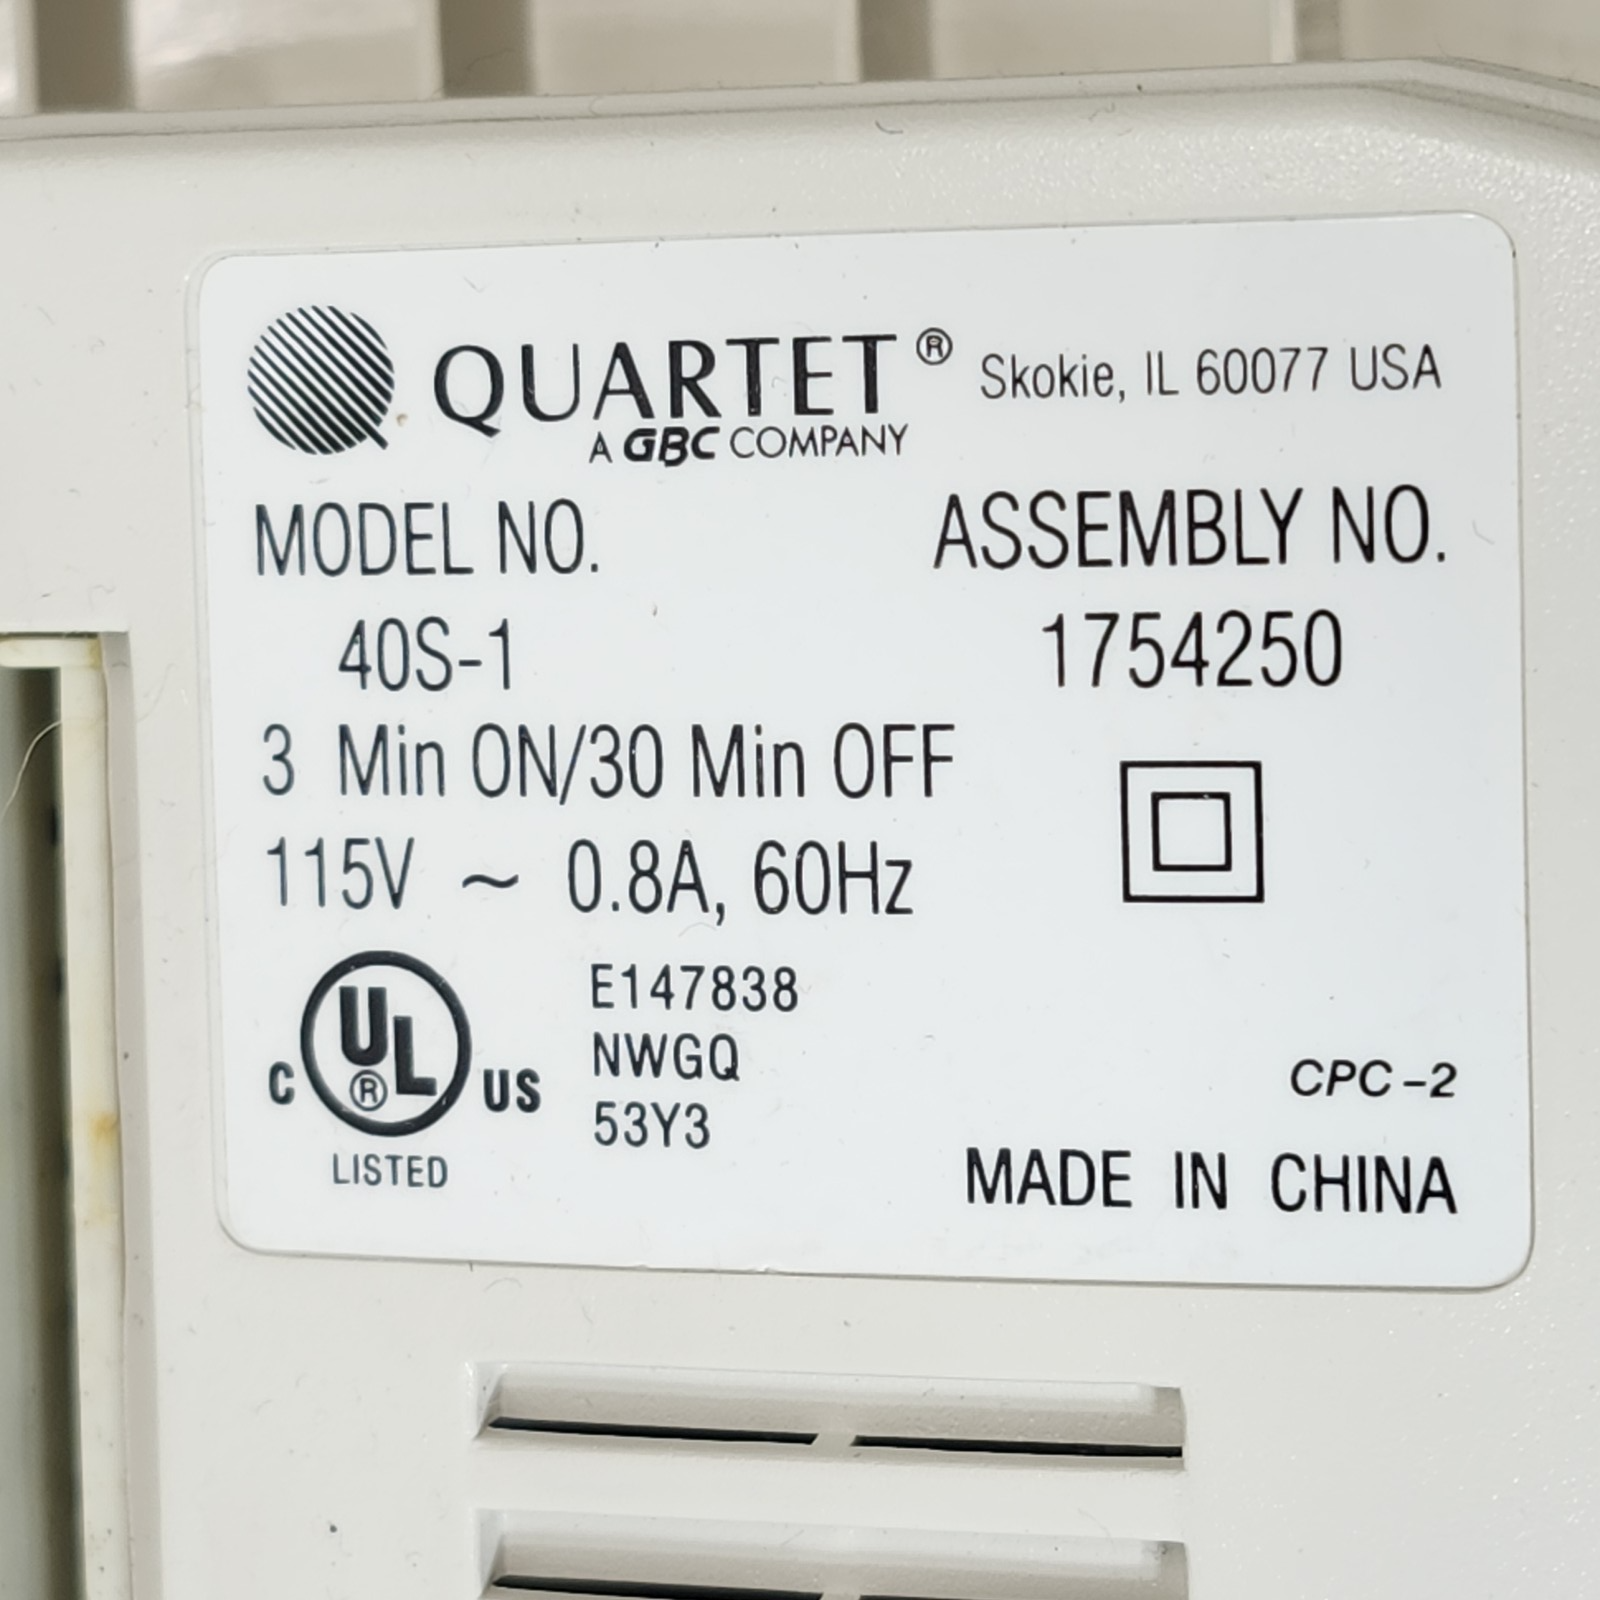 QUARTET® Skokie, IL 60077 USA
A GBC COMPANY
MODEL NO. ASSEMBLY NO.
40S-1 1754250
3 Min ON/30 Min OFF
115V ~ 0.8A, 60Hz
C UL® US
LISTED
E147838
NWGQ
53Y3
CPC-2
MADE IN CHINA